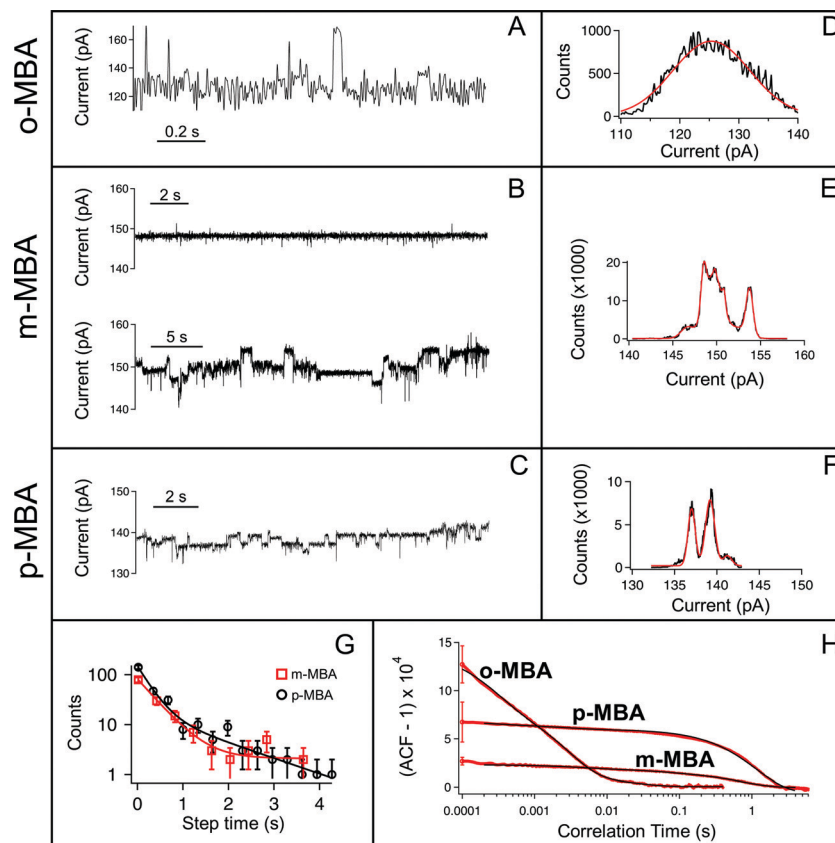 o-MBA
A
Current (pA)
160
140
120
0.2 s
D
Counts
1000
500
0
110
120
130
140
Current (pA)
m-MBA
B
Current (pA)
160
150
140
2 s
Current (pA)
160
150
140
5 s
E
Counts (x1000)
20
10
0
140
145
150
155
160
Current (pA)
p-MBA
C
Current (pA)
150
140
130
2 s
F
Counts (x1000)
10
5
0
130
135
140
145
150
Current (pA)
G
Counts
100
10
1
m-MBA
p-MBA
0
1
2
3
4
Step time (s)
H
(ACF - 1) x 10⁴
15
10
5
0
o-MBA
p-MBA
m-MBA
0.0001
0.001
0.01
0.1
1
Correlation Time (s)